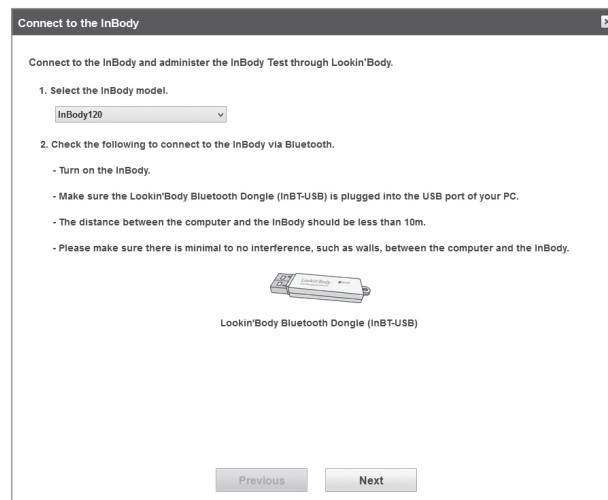 Connect to the InBody
Connect to the InBody and administer the InBody Test through Lookin'Body.
1. Select the InBody model.
InBody120
2. Check the following to connect to the InBody via Bluetooth.
- Turn on the InBody.
- Make sure the Lookin'Body Bluetooth Dongle (InBT-USB) is plugged into the USB port of your PC.
- The distance between the computer and the InBody should be less than 10m.
- Please make sure there is minimal to no interference, such as walls, between the computer and the InBody.
Lookin'Body
Lookin'Body Bluetooth Dongle (InBT-USB)
Previous
Next